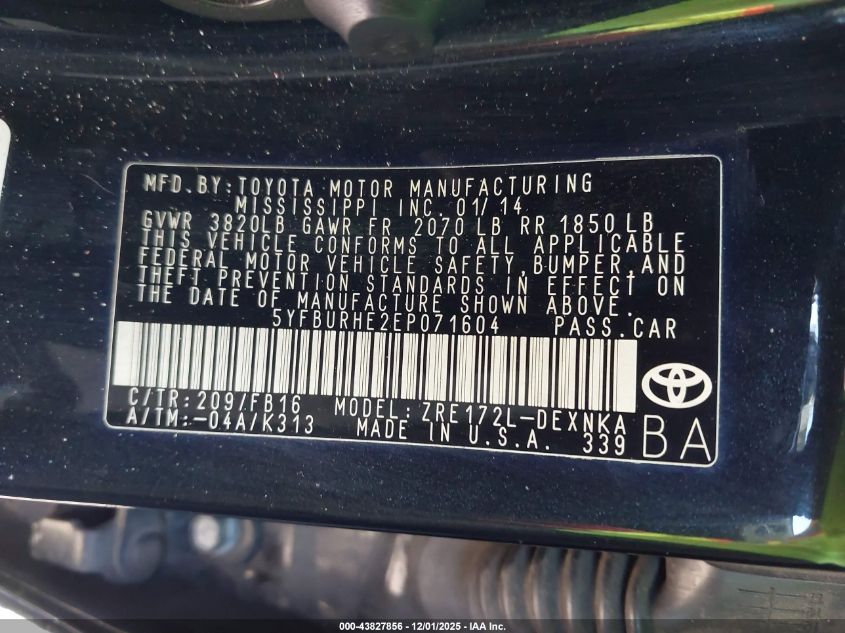 MFD. BY: TOYOTA MOTOR MANUFACTURING
MISSISSIPPI INC. 01/14
GVWR 3820LB GAWR FR 2070 LB RR 1850 LB
THIS VEHICLE CONFORMS TO ALL APPLICABLE
FEDERAL MOTOR VEHICLE SAFETY, BUMPER, AND
THEFT PREVENTION STANDARDS IN EFFECT ON
THE DATE OF MANUFACTURE SHOWN ABOVE.
5YFBURHE2EP071604 PASS. CAR
C/TR: 209/FB16 MODEL: ZRE172L-DEXNKA
A/TM: -04A/K313 MADE IN U.S.A. 339
BA
000-43827856 - 12/01/2025 - IAA Inc.